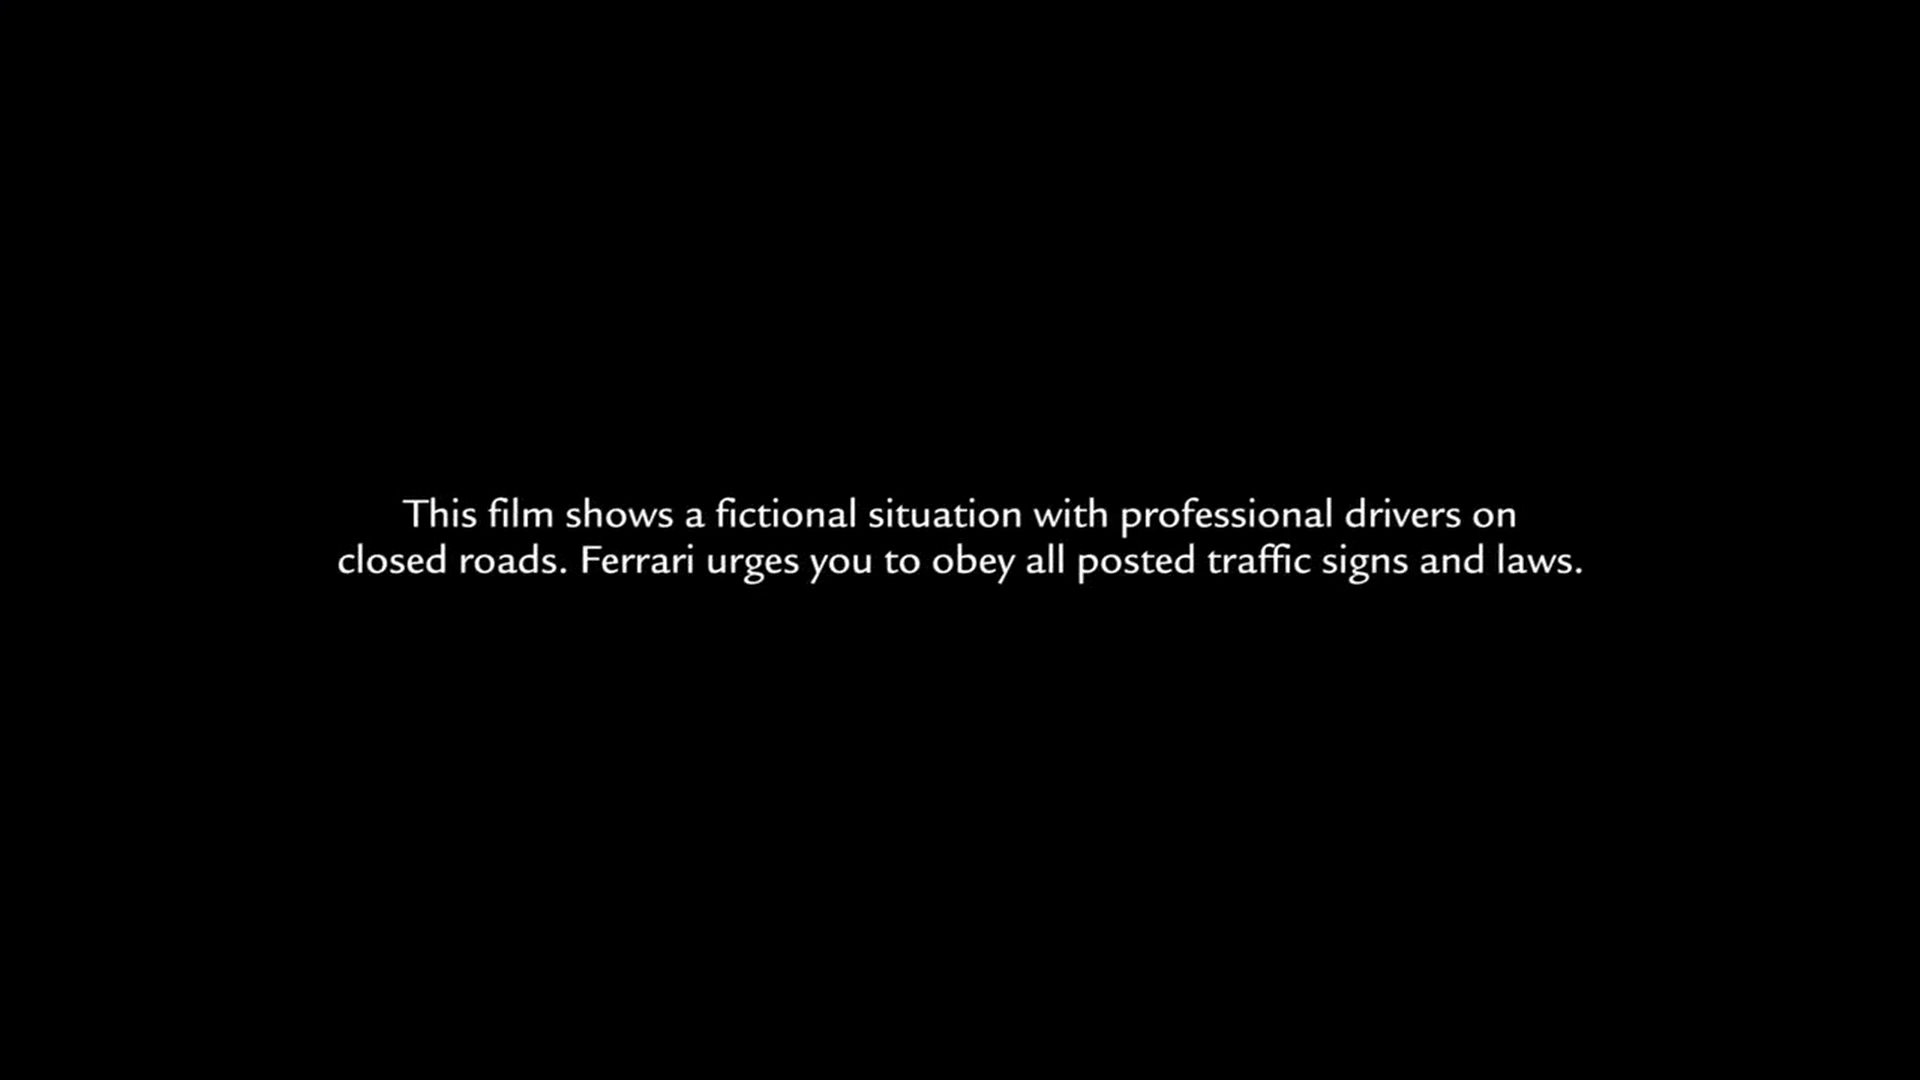 This film shows a fictional situation with professional drivers on
closed roads. Ferrari urges you to obey all posted traffic signs and laws.